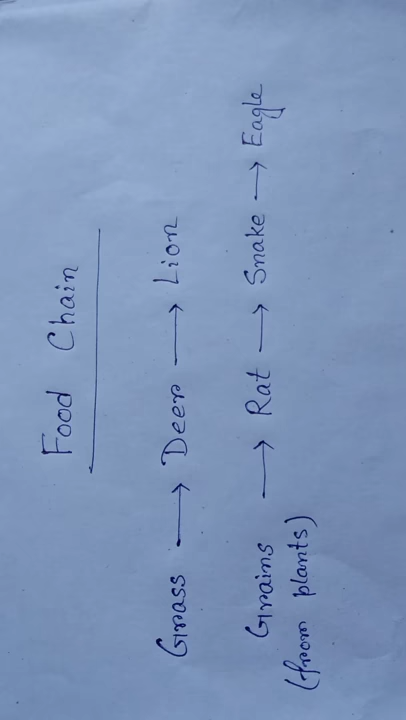 Food Chain
Grass → Deer → Lion
Grains → Rat → Snake → Eagle
(from plants)